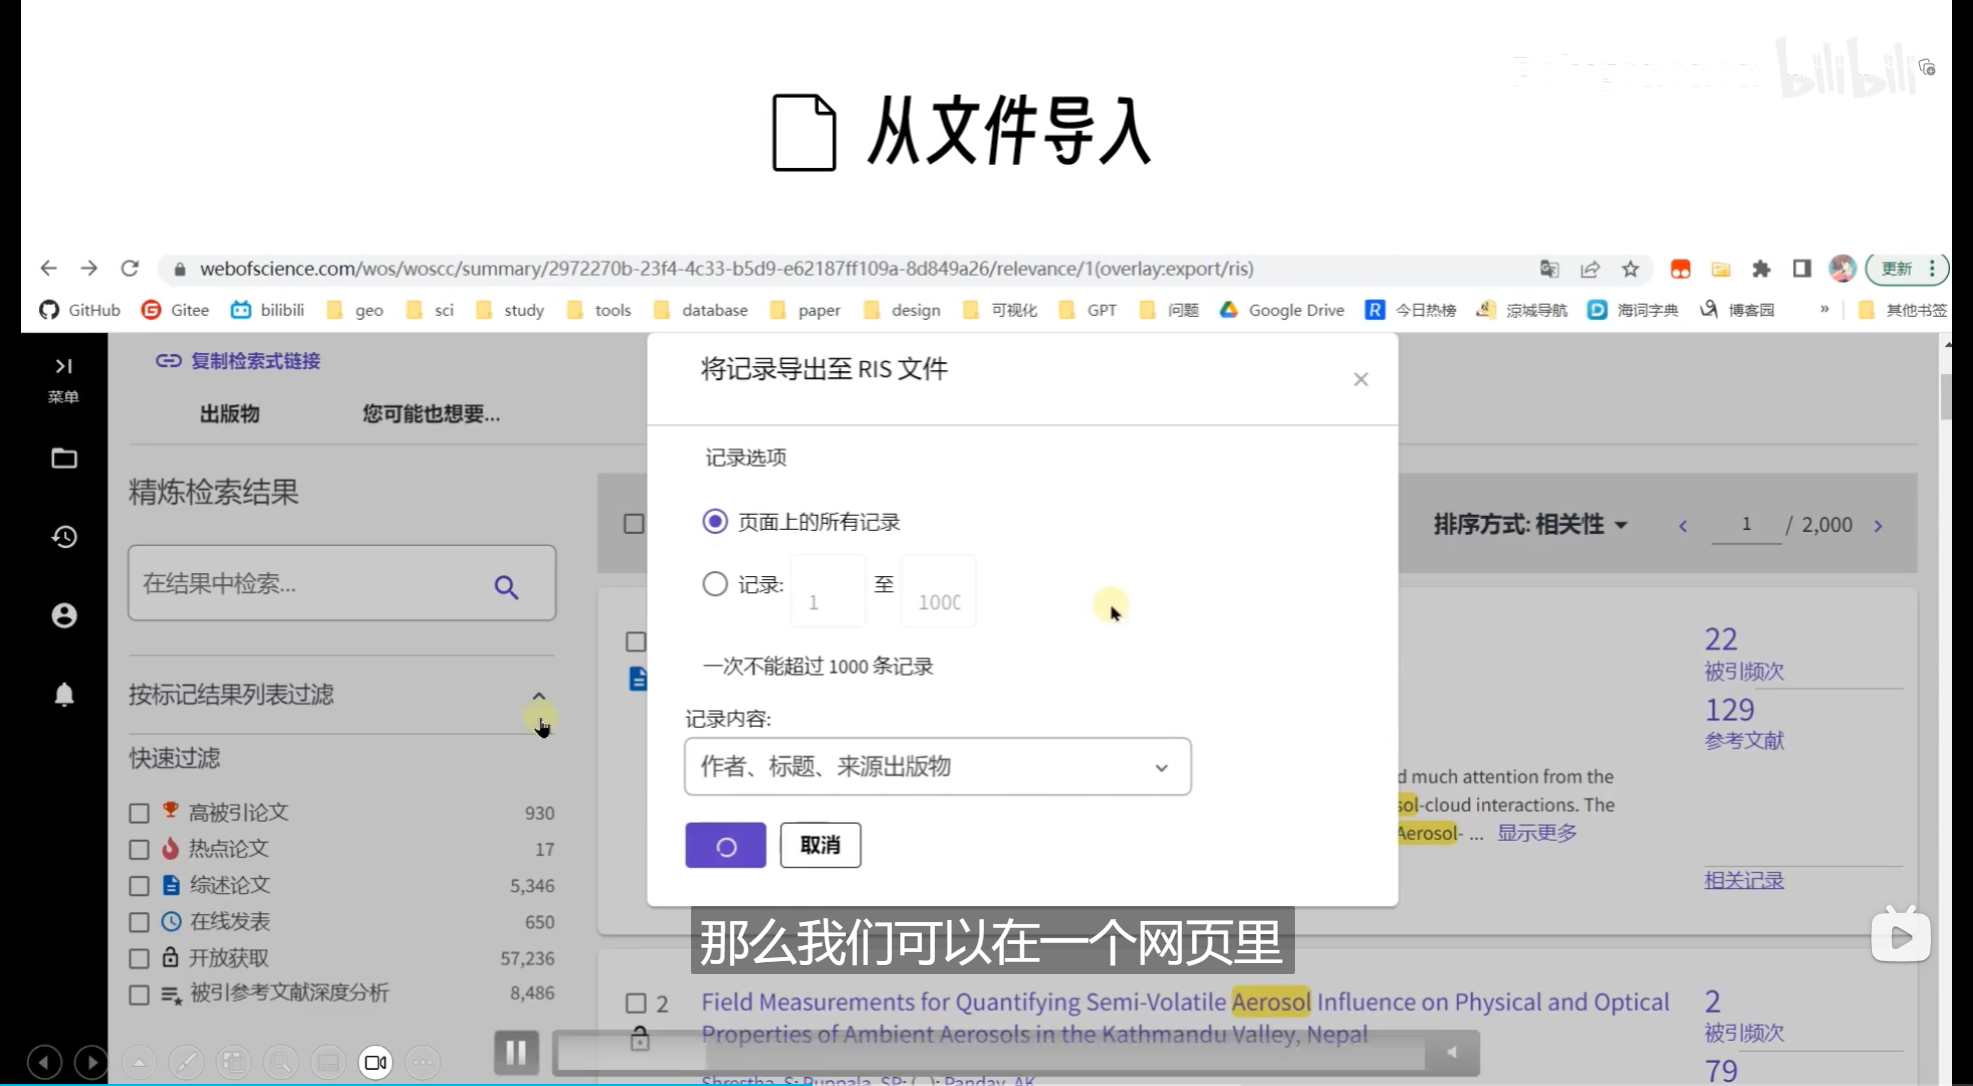 bilibili
从文件导入
webofscience.com/wos/woscc/summary/2972270b-23f4-4c33-b5d9-e62187ff109a-8d849a26/relevance/1(overlay:export/ris)
更新
GitHub Gitee bilibili geo sci study tools database paper design 可视化 GPT 问题 Google Drive 今日热榜 凉城导航 海词字典 博客园 » 其他书签
菜单
复制检索式链接
出版物 您可能也想要...
精炼检索结果
在结果中检索...
按标记结果列表过滤
快速过滤
高被引论文 930
热点论文 17
综述论文 5,346
在线发表 650
开放获取 57,236
被引参考文献深度分析 8,486
将记录导出至 RIS 文件
记录选项
页面上的所有记录
记录: 1 至 1000
一次不能超过 1000 条记录
记录内容:
作者、标题、来源出版物
取消
排序方式: 相关性 1 / 2,000
22
被引频次
129
参考文献
d much attention from the
sol-cloud interactions. The
Aerosol- ... 显示更多
相关记录
那么我们可以在一个网页里
2 Field Measurements for Quantifying Semi-Volatile Aerosol Influence on Physical and Optical
Properties of Ambient Aerosols in the Kathmandu Valley, Nepal
Shrestha, S; Puppala, SP; (...); Panday, AK
2
被引频次
79